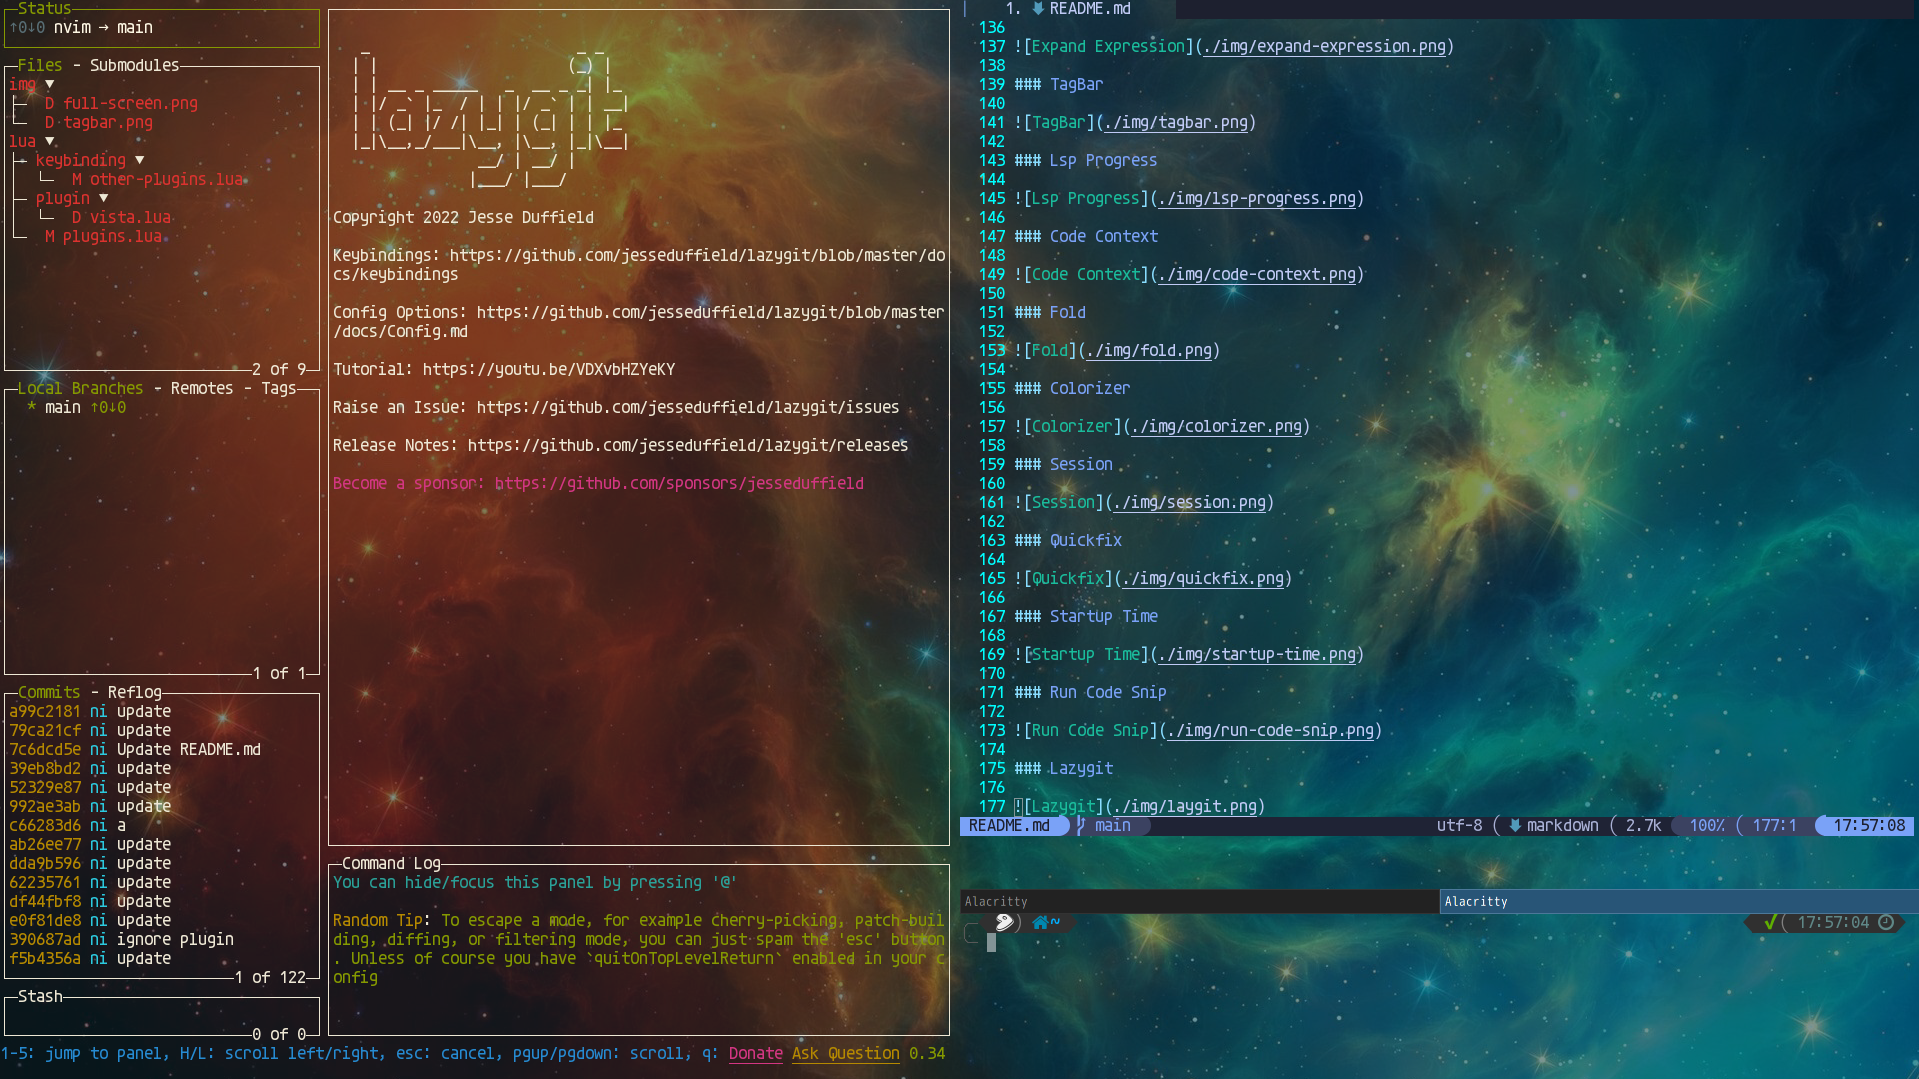 Status
↑0↓0 nvim → main
Files - Submodules
img ▼
├─ D full-screen.png
└─ D tagbar.png
lua ▼
├─ keybinding ▼
│  └─ M other-plugins.lua
├─ plugin ▼
│  └─ D vista.lua
└─ M plugins.lua
2 of 9
Local Branches - Remotes - Tags
* main ↑0↓0
1 of 1
Commits - Reflog
a99c2181 ni update
79ca21cf ni update
7c6dcd5e ni Update README.md
39eb8bd2 ni update
52329e87 ni update
992ae3ab ni update
c66283d6 ni a
ab26ee77 ni update
dda9b596 ni update
62235761 ni update
df44fbf8 ni update
e0f81de8 ni update
390687ad ni ignore plugin
f5b4356a ni update
1 of 122
Stash
0 of 0
Copyright 2022 Jesse Duffield
Keybindings: https://github.com/jesseduffield/lazygit/blob/master/do
cs/keybindings
Config Options: https://github.com/jesseduffield/lazygit/blob/master
/docs/Config.md
Tutorial: https://youtu.be/VDXvbHZYeKY
Raise an Issue: https://github.com/jesseduffield/lazygit/issues
Release Notes: https://github.com/jesseduffield/lazygit/releases
Become a sponsor: https://github.com/sponsors/jesseduffield
Command Log
You can hide/focus this panel by pressing '@'
Random Tip: To escape a mode, for example cherry-picking, patch-buil
ding, diffing, or filtering mode, you can just spam the 'esc' button
. Unless of course you have `quitOnTopLevelReturn` enabled in your c
onfig
1-5: jump to panel, H/L: scroll left/right, esc: cancel, pgup/pgdown: scroll, q: Donate Ask Question 0.34
1. README.md
136
137 ![Expand Expression](./img/expand-expression.png)
138
139 ### TagBar
140
141 ![TagBar](./img/tagbar.png)
142
143 ### Lsp Progress
144
145 ![Lsp Progress](./img/lsp-progress.png)
146
147 ### Code Context
148
149 ![Code Context](./img/code-context.png)
150
151 ### Fold
152
153 ![Fold](./img/fold.png)
154
155 ### Colorizer
156
157 ![Colorizer](./img/colorizer.png)
158
159 ### Session
160
161 ![Session](./img/session.png)
162
163 ### Quickfix
164
165 ![Quickfix](./img/quickfix.png)
166
167 ### Startup Time
168
169 ![Startup Time](./img/startup-time.png)
170
171 ### Run Code Snip
172
173 ![Run Code Snip](./img/run-code-snip.png)
174
175 ### Lazygit
176
177 ![Lazygit](./img/laygit.png)
README.md main utf-8 ( markdown ( 2.7k 100% ( 177:1 17:57:08
Alacritty
Alacritty
~ ✓ 17:57:04